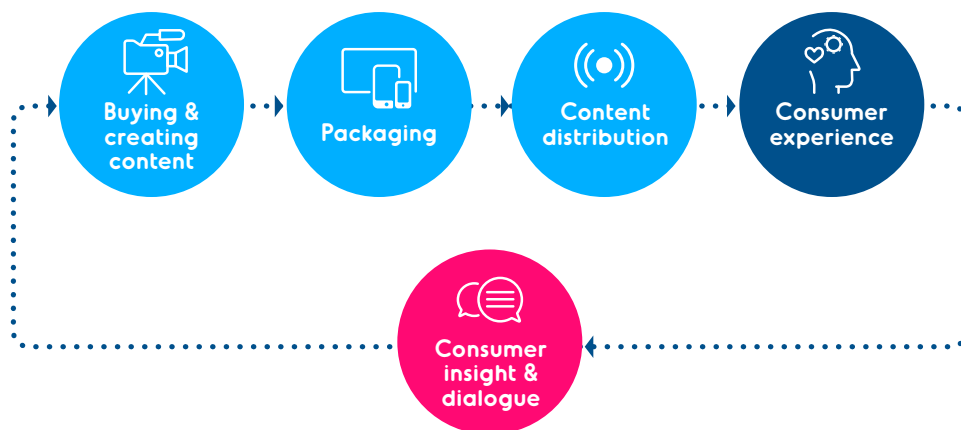 Buying &
creating
content
Packaging
Content
distribution
Consumer
experience
Consumer
insight &
dialogue